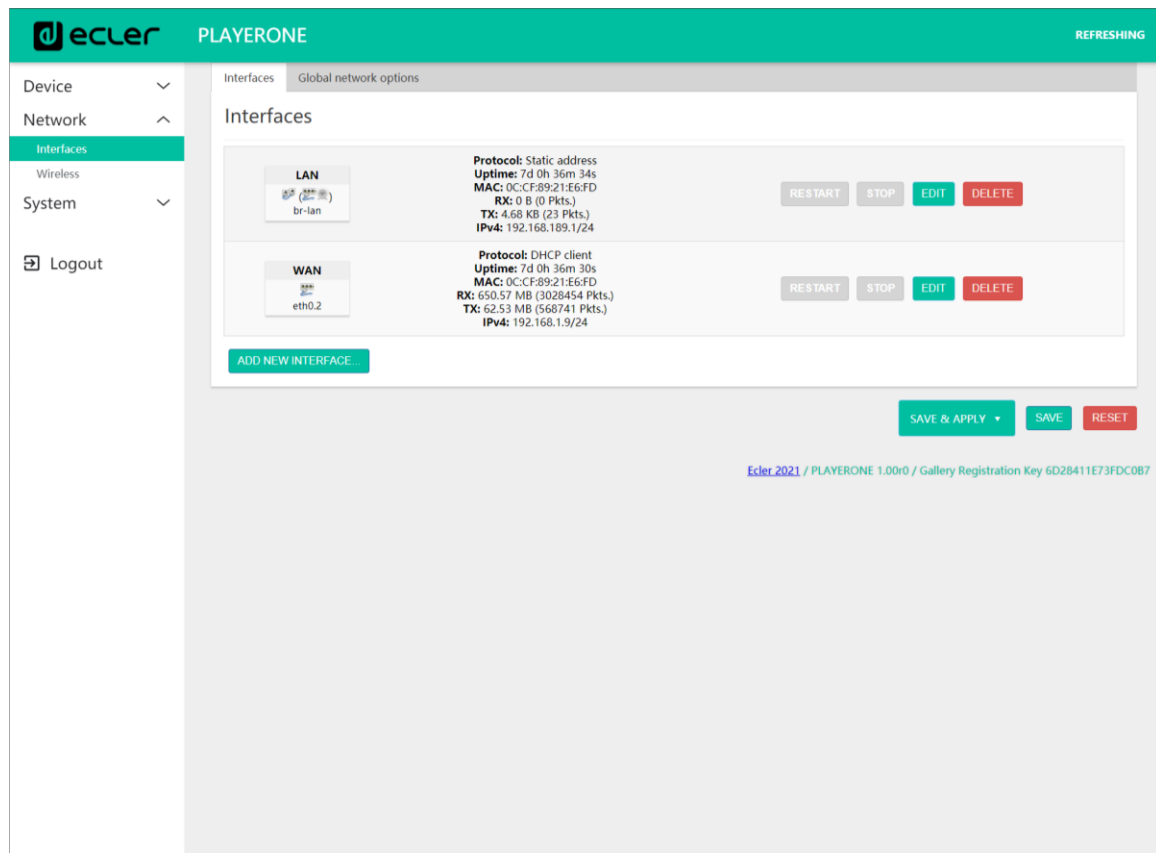 ecler
PLAYERONE
REFRESHING
Device
Network
Interfaces
Wireless
System
Logout
Interfaces
Global network options
Interfaces
LAN
br-lan
Protocol: Static address
Uptime: 7d 0h 36m 34s
MAC: 0C:CF:89:21:E6:FD
RX: 0 B (0 Pkts.)
TX: 4.68 KB (23 Pkts.)
IPv4: 192.168.189.1/24
RESTART
STOP
EDIT
DELETE
WAN
eth0.2
Protocol: DHCP client
Uptime: 7d 0h 36m 30s
MAC: 0C:CF:89:21:E6:FD
RX: 650.57 MB (3028454 Pkts.)
TX: 62.53 MB (568741 Pkts.)
IPv4: 192.168.1.9/24
RESTART
STOP
EDIT
DELETE
ADD NEW INTERFACE...
SAVE & APPLY
SAVE
RESET
Ecler 2021 / PLAYERONE 1.00r0 / Gallery Registration Key 6D28411E73FDC0B7